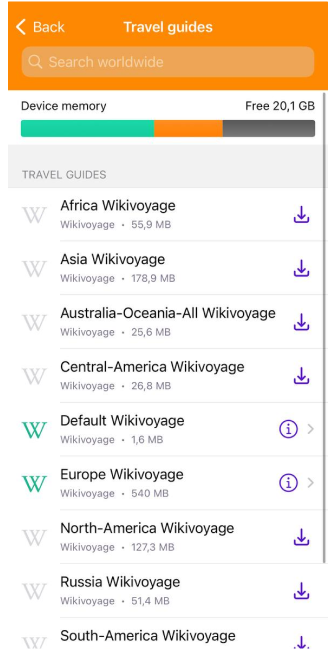 Back Travel guides
Search worldwide
Device memory Free 20,1 GB
TRAVEL GUIDES
Africa Wikivoyage
Wikivoyage • 55,9 MB
Asia Wikivoyage
Wikivoyage • 178,9 MB
Australia-Oceania-All Wikivoyage
Wikivoyage • 25,6 MB
Central-America Wikivoyage
Wikivoyage • 26,8 MB
Default Wikivoyage
Wikivoyage • 1,6 MB
Europe Wikivoyage
Wikivoyage • 540 MB
North-America Wikivoyage
Wikivoyage • 127,3 MB
Russia Wikivoyage
Wikivoyage • 51,4 MB
South-America Wikivoyage